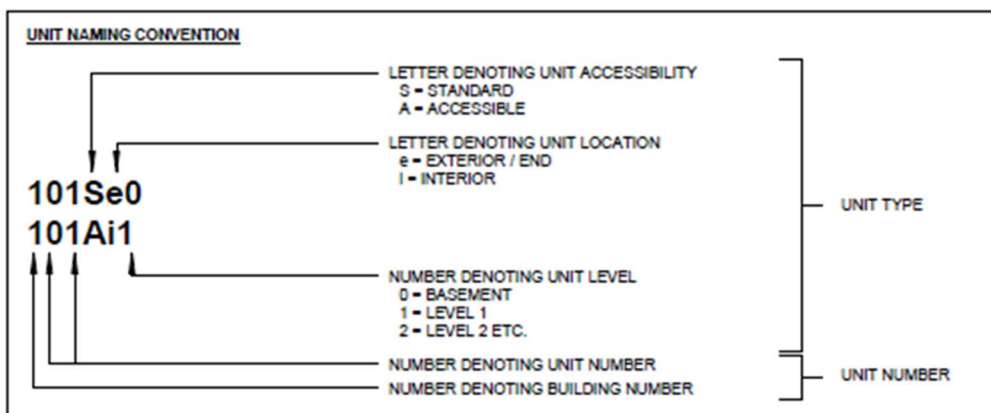 UNIT NAMING CONVENTION
LETTER DENOTING UNIT ACCESSIBILITY
S = STANDARD
A = ACCESSIBLE
LETTER DENOTING UNIT LOCATION
e = EXTERIOR / END
I = INTERIOR
101Se0
101Ai1
UNIT TYPE
NUMBER DENOTING UNIT LEVEL
0 = BASEMENT
1 = LEVEL 1
2 = LEVEL 2 ETC.
NUMBER DENOTING UNIT NUMBER
NUMBER DENOTING BUILDING NUMBER
UNIT NUMBER